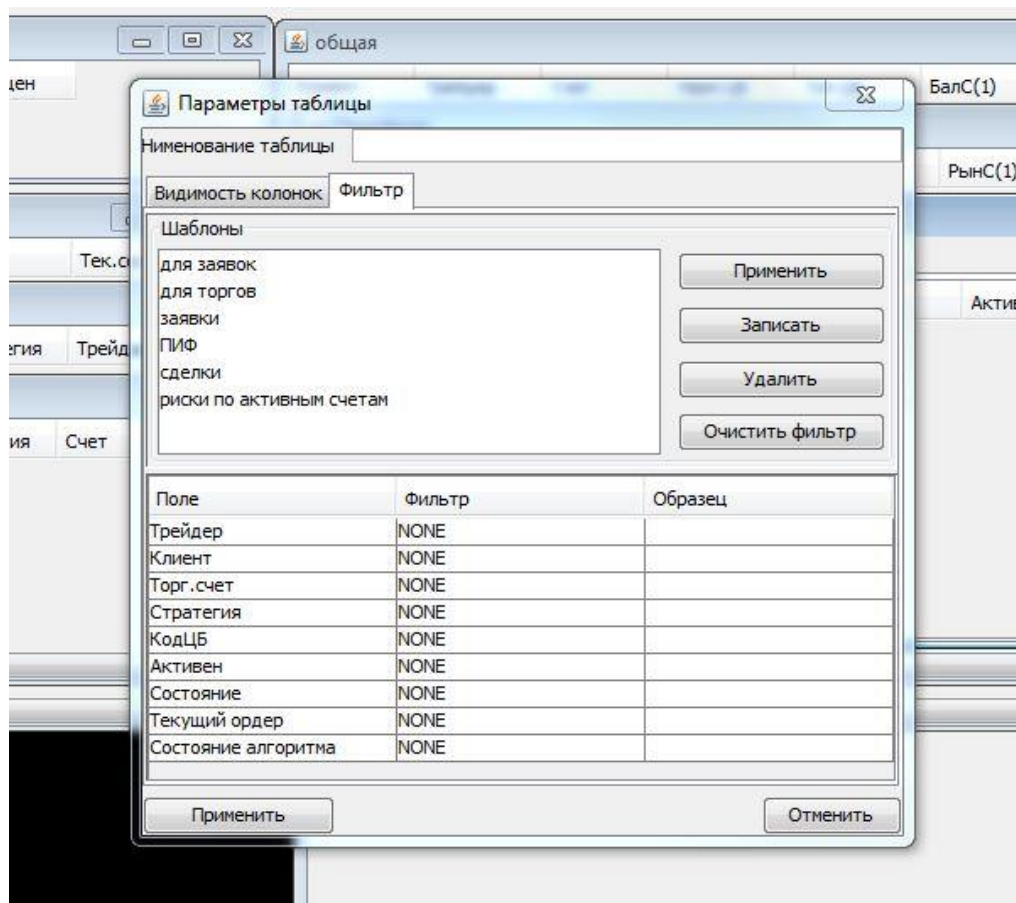 общая
цен
БалС(1)
Параметры таблицы
Нименование таблицы
РынС(1)
Видимость колонок
Фильтр
Шаблоны
для заявок
для торгов
заявки
ПИФ
сделки
риски по активным счетам
Применить
Записать
Удалить
Очистить фильтр
Тек.с
Актив
егия Трейд
ия Счет
Поле Фильтр Образец
Трейдер NONE
Клиент NONE
Торг.счет NONE
Стратегия NONE
КодЦБ NONE
Активен NONE
Состояние NONE
Текущий ордер NONE
Состояние алгоритма NONE
Применить Отменить